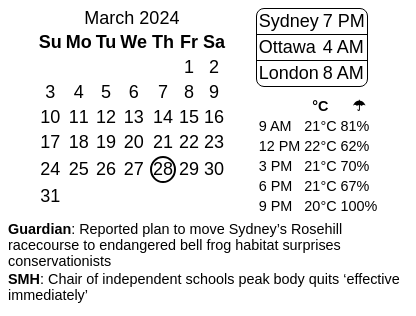 March 2024
Su Mo Tu We Th Fr Sa
1 2
3 4 5 6 7 8 9
10 11 12 13 14 15 16
17 18 19 20 21 22 23
24 25 26 27 28 29 30
31
Sydney 7 PM
Ottawa 4 AM
London 8 AM
°C ☂
9 AM 21°C 81%
12 PM 22°C 62%
3 PM 21°C 70%
6 PM 21°C 67%
9 PM 20°C 100%
Guardian: Reported plan to move Sydney’s Rosehill
racecourse to endangered bell frog habitat surprises
conservationists
SMH: Chair of independent schools peak body quits ‘effective
immediately’